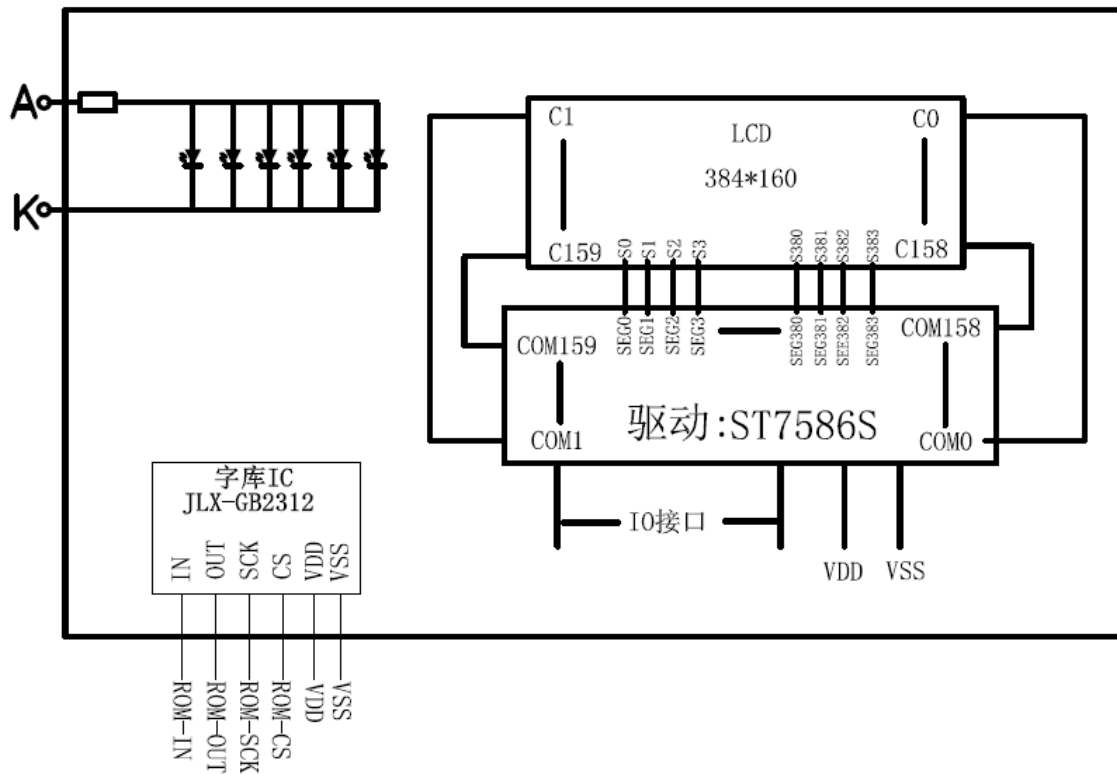 A
K
C1
LCD
C0
384*160
C159
S0
S1
S2
S3
S380
S381
S382
S383
C158
COM159
SEG0
SEG1
SEG2
SEG3
SEG380
SEG381
SEE382
SEG383
COM158
驱动:ST7586S
COM1
COM0
IO接口
VDD
VSS
字库IC
JLX-GB2312
IN
OUT
SCK
CS
VDD
VSS
ROM-IN
ROM-OUT
ROM-SCK
ROM-CS
VDD
VSS